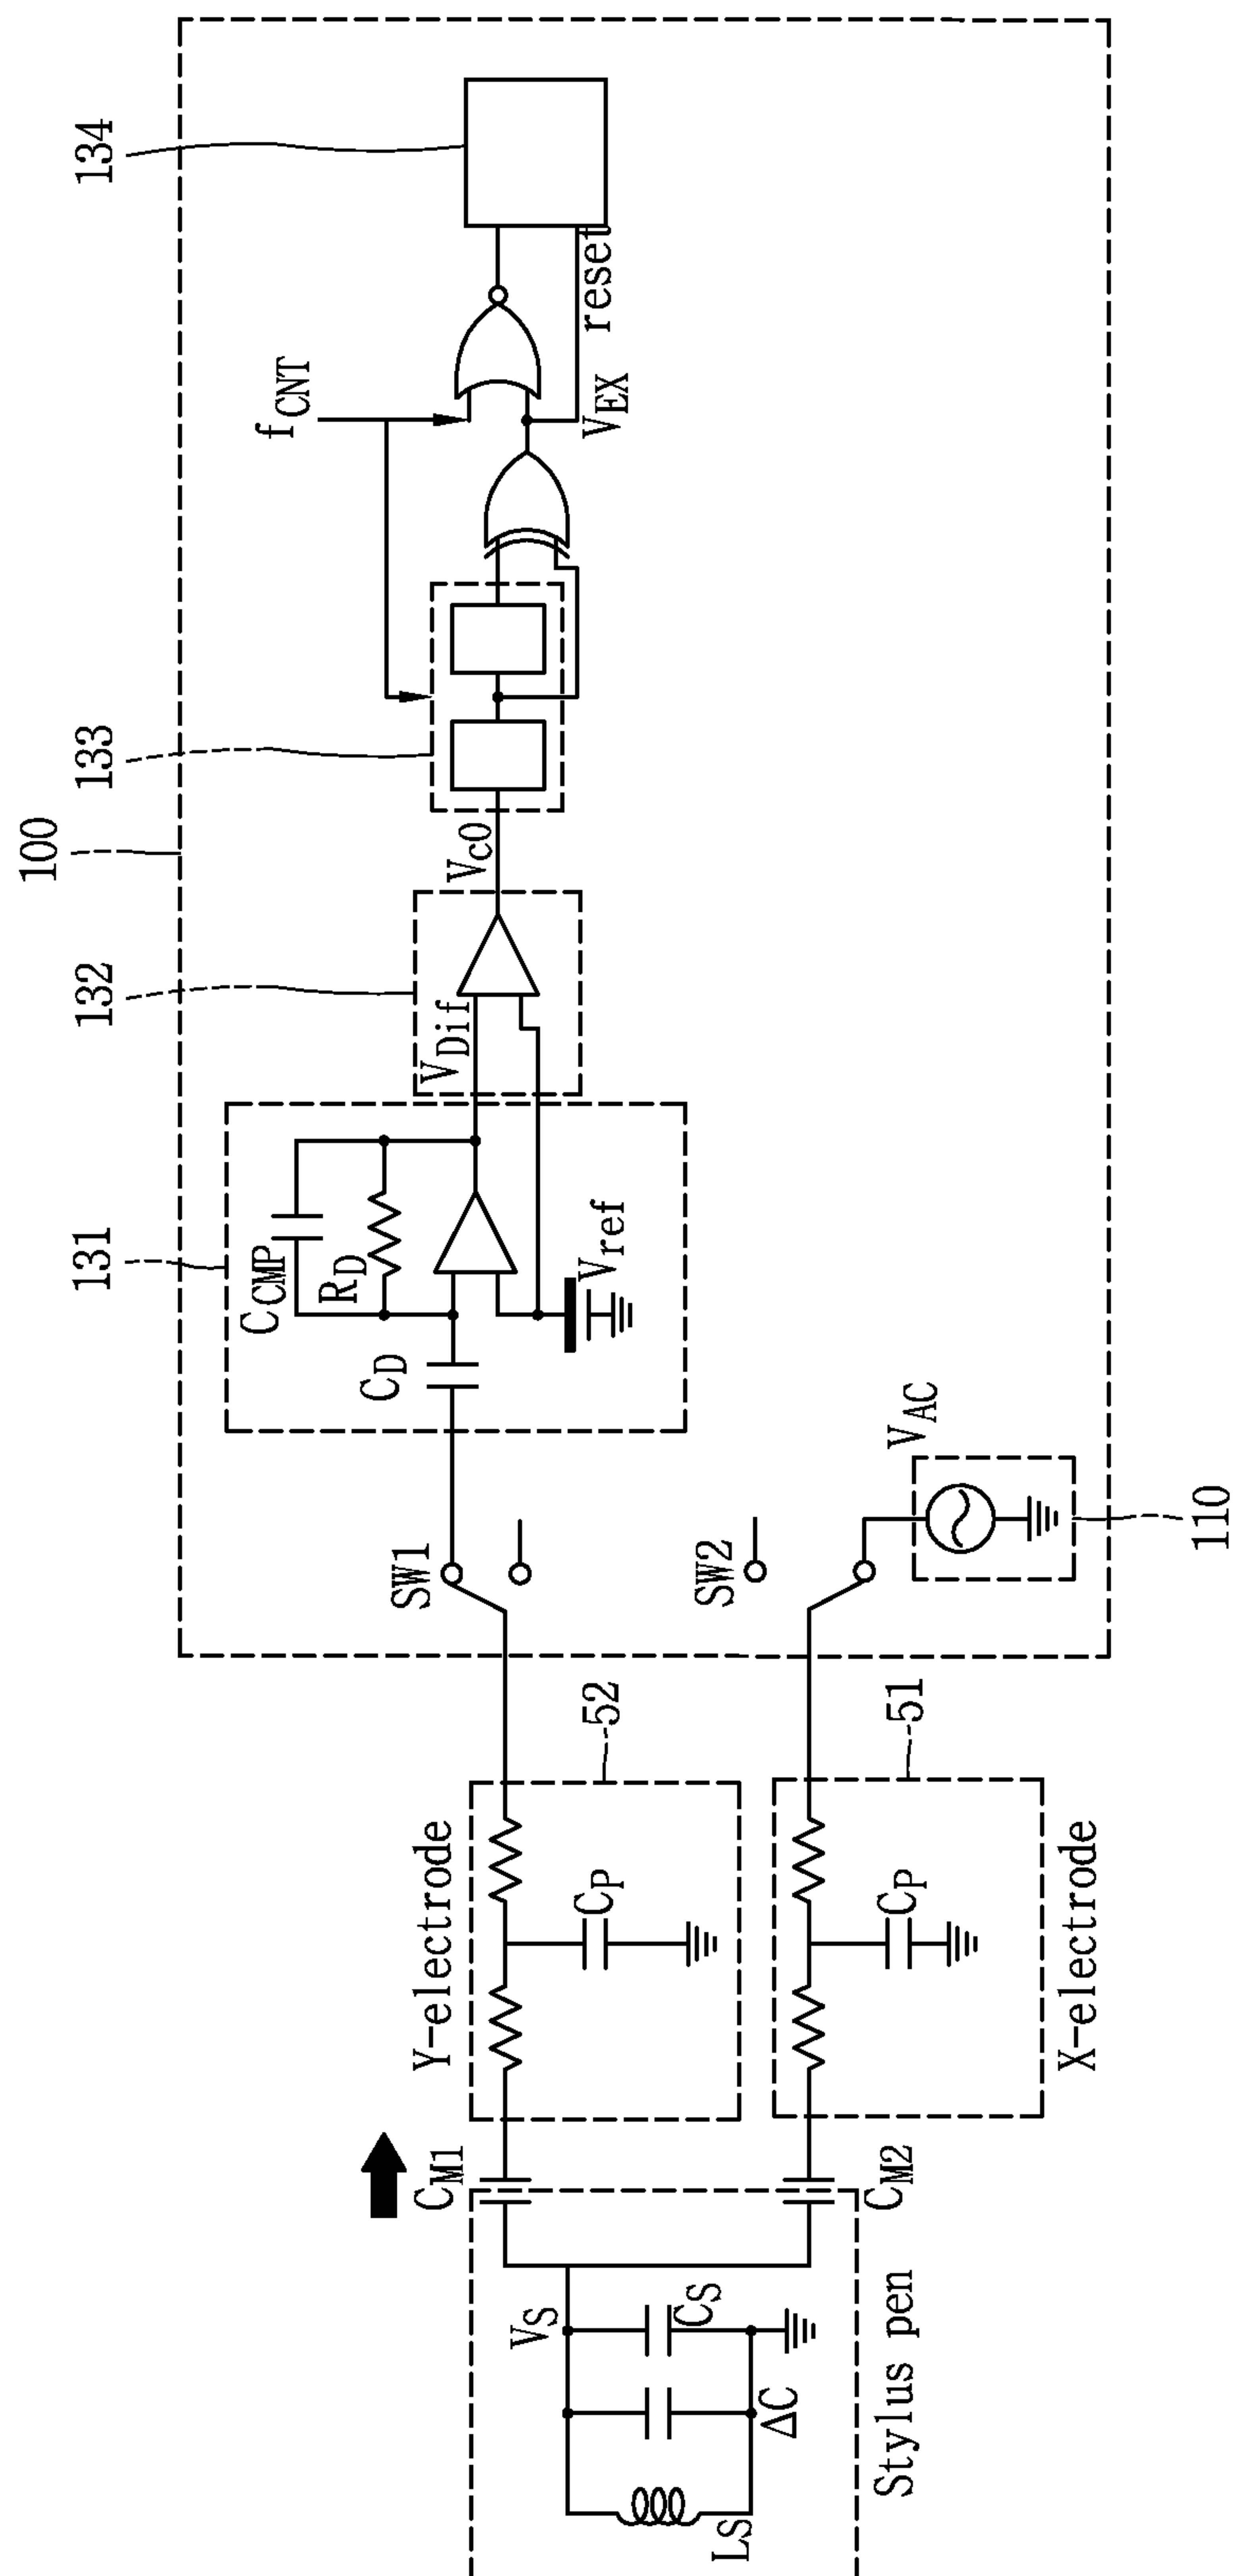 100
131
132
133
134
f_CNT
C_CMP
R_D
C_D
V_Dif
V_c0
V_EX
reset
V_ref
SW1
SW2
V_AC
110
Y-electrode
52
C_P
C_M1
51
C_P
X-electrode
C_M2
V_S
C_S
ΔC
L_S
Stylus pen